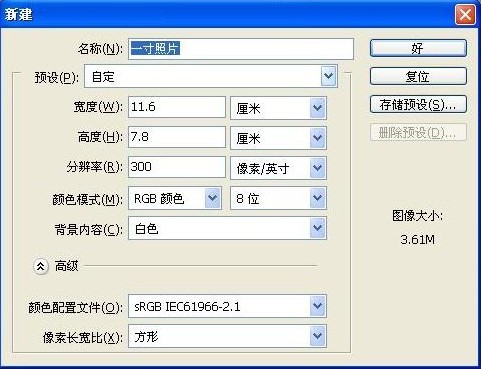 新建
名称(N): 一寸照片
好
预设(P): 自定
复位
宽度(W): 11.6 厘米
存储预设(S)...
高度(H): 7.8 厘米
删除预设(D)...
分辨率(R): 300 像素/英寸
颜色模式(M): RGB 颜色 8 位
图像大小:
背景内容(C): 白色
3.61M
高级
颜色配置文件(O): sRGB IEC61966-2.1
像素长宽比(X): 方形